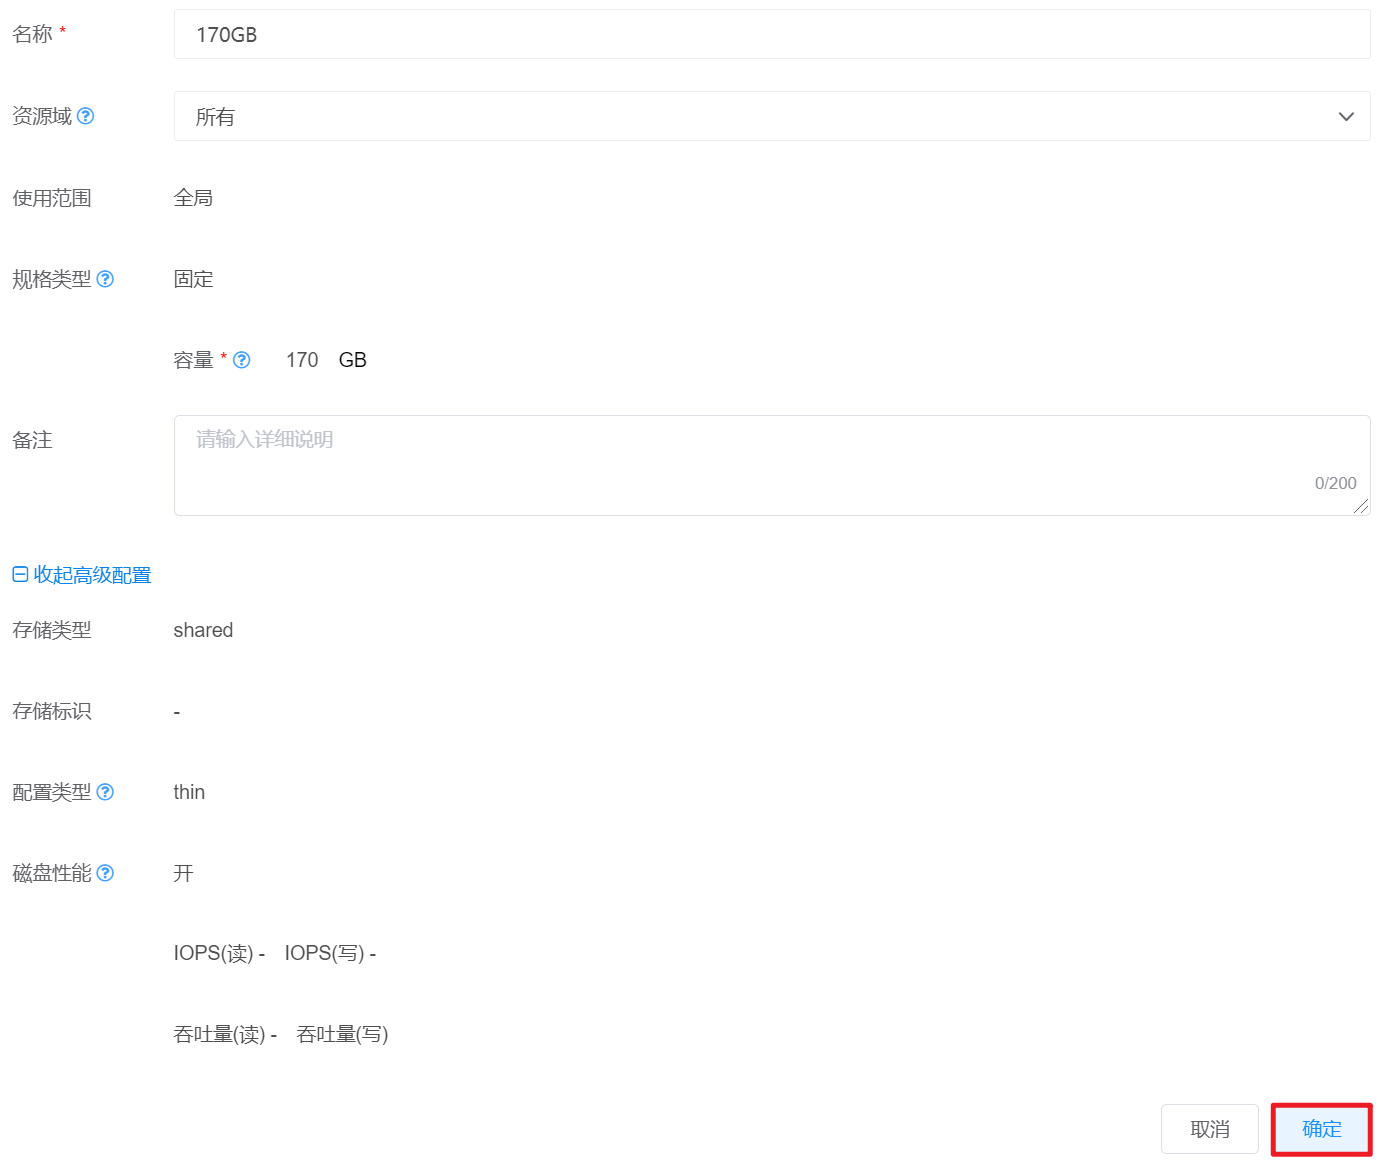 名称 * 170GB
资源域 所有
使用范围 全局
规格类型 固定
容量 * 170 GB
备注 请输入详细说明
0/200
收起高级配置
存储类型 shared
存储标识 -
配置类型 thin
磁盘性能 开
IOPS(读) - IOPS(写) -
吞吐量(读) - 吞吐量(写)
取消 确定